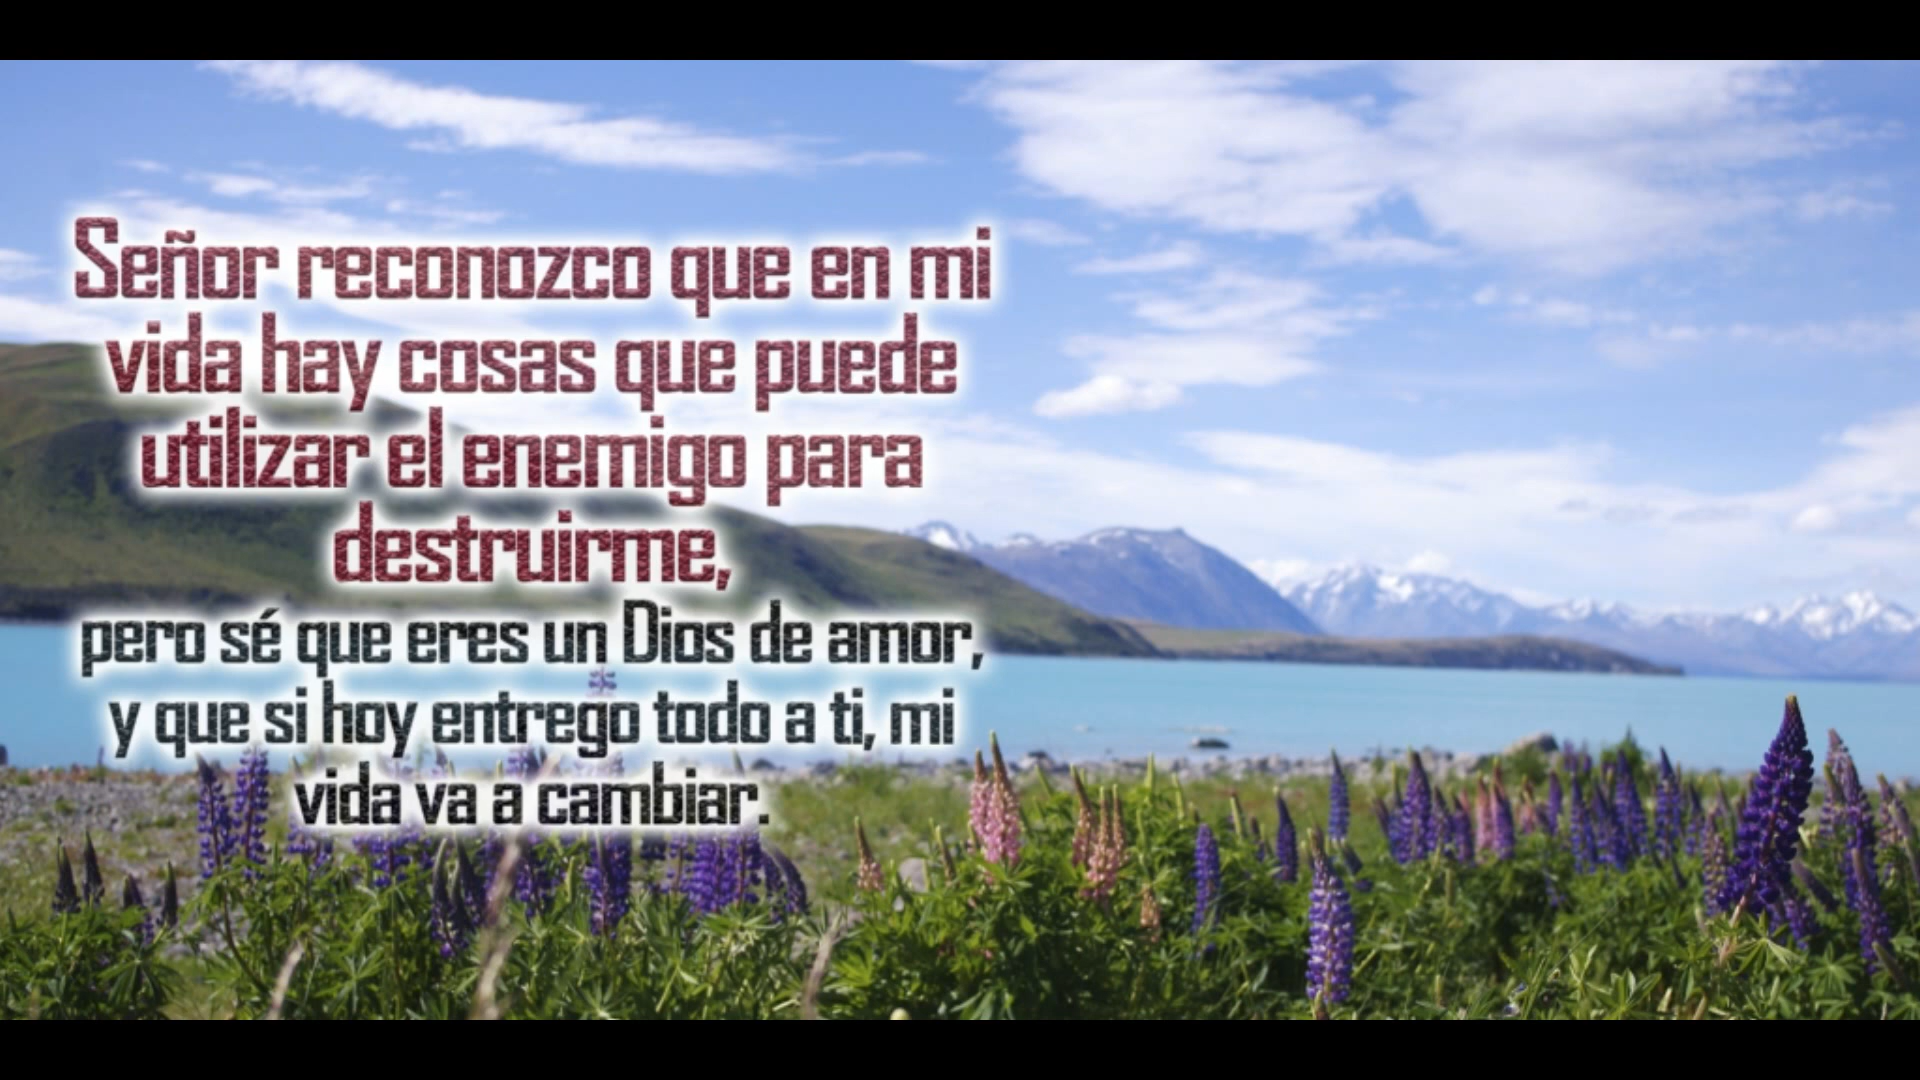 Señor reconozco que en mi
vida hay cosas que puede
utilizar el enemigo para
destruirme,
pero sé que eres un Dios de amor,
y que si hoy entrego todo a ti, mi
vida va a cambiar.